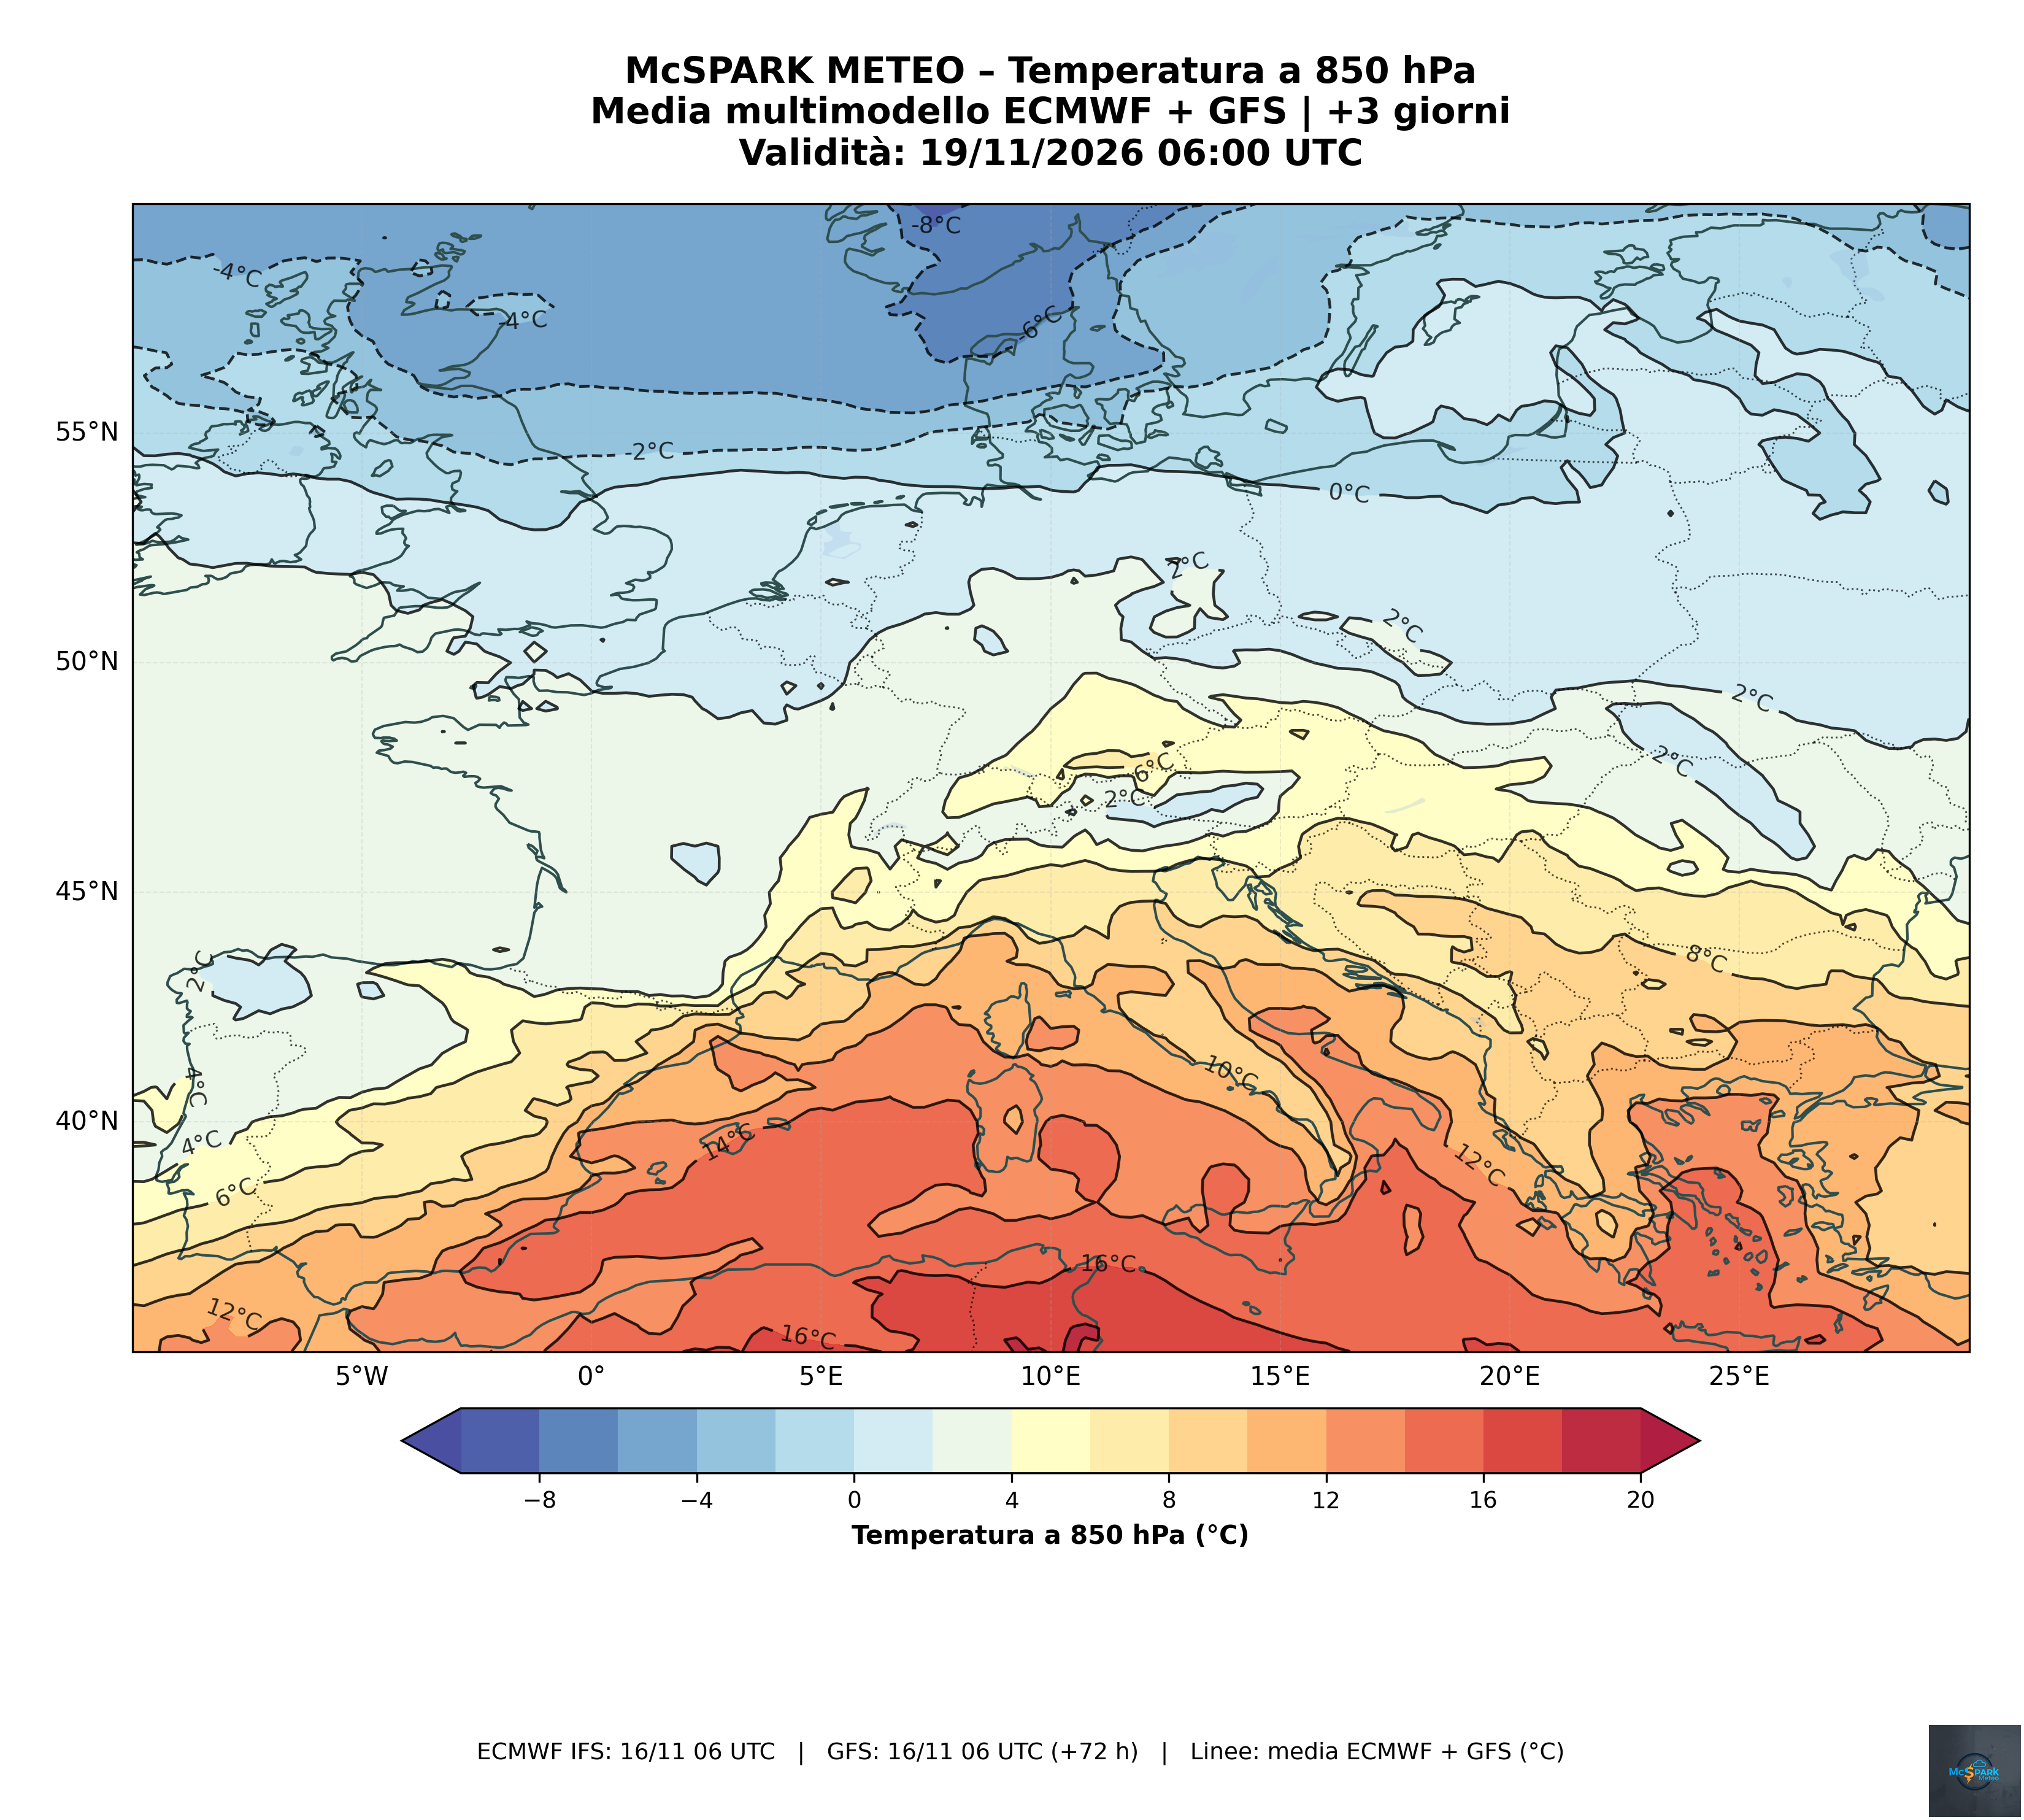 McSPARK METEO – Temperatura a 850 hPa
Media multimodello ECMWF + GFS | +3 giorni
Validità: 19/11/2026 06:00 UTC
-8°C
-4°C
-4°C
-6°C
55°N
-2°C
0°C
2°C
2°C
50°N
2°C
2°C
6°C
2°C
45°N
8°C
2°C
10°C
4°C
40°N
4°C
14°C
12°C
6°C
16°C
12°C
16°C
5°W 0° 5°E 10°E 15°E 20°E 25°E
−8 −4 0 4 8 12 16 20
Temperatura a 850 hPa (°C)
ECMWF IFS: 16/11 06 UTC | GFS: 16/11 06 UTC (+72 h) | Linee: media ECMWF + GFS (°C)
McSPARK
Meteo